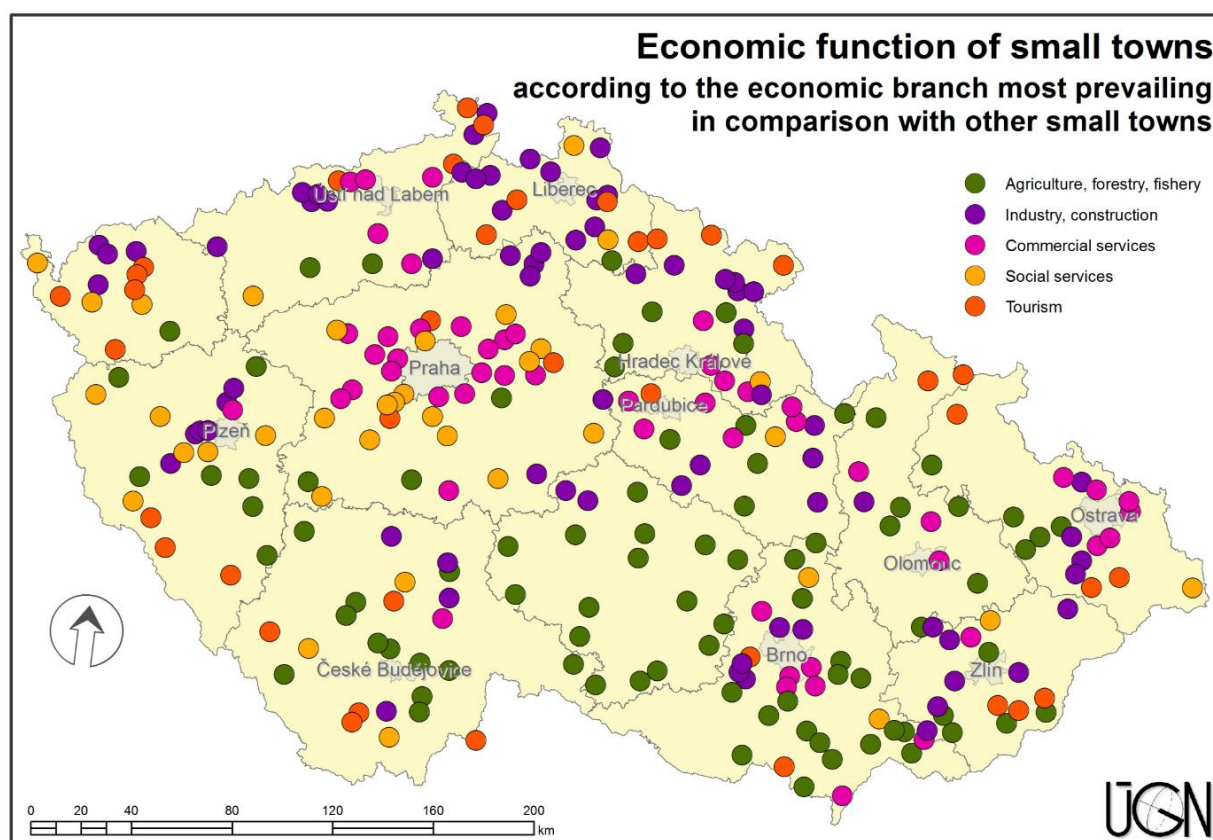 Economic function of small towns
according to the economic branch most prevailing
in comparison with other small towns
Agriculture, forestry, fishery
Industry, construction
Commercial services
Social services
Tourism
Ústí nad Labem
Liberec
Praha
Hradec Králové
Pardubice
Plzeň
Ostrava
Olomouc
Brno
Zlín
České Budějovice
0 40 80 120 160 200
km
ÚGN